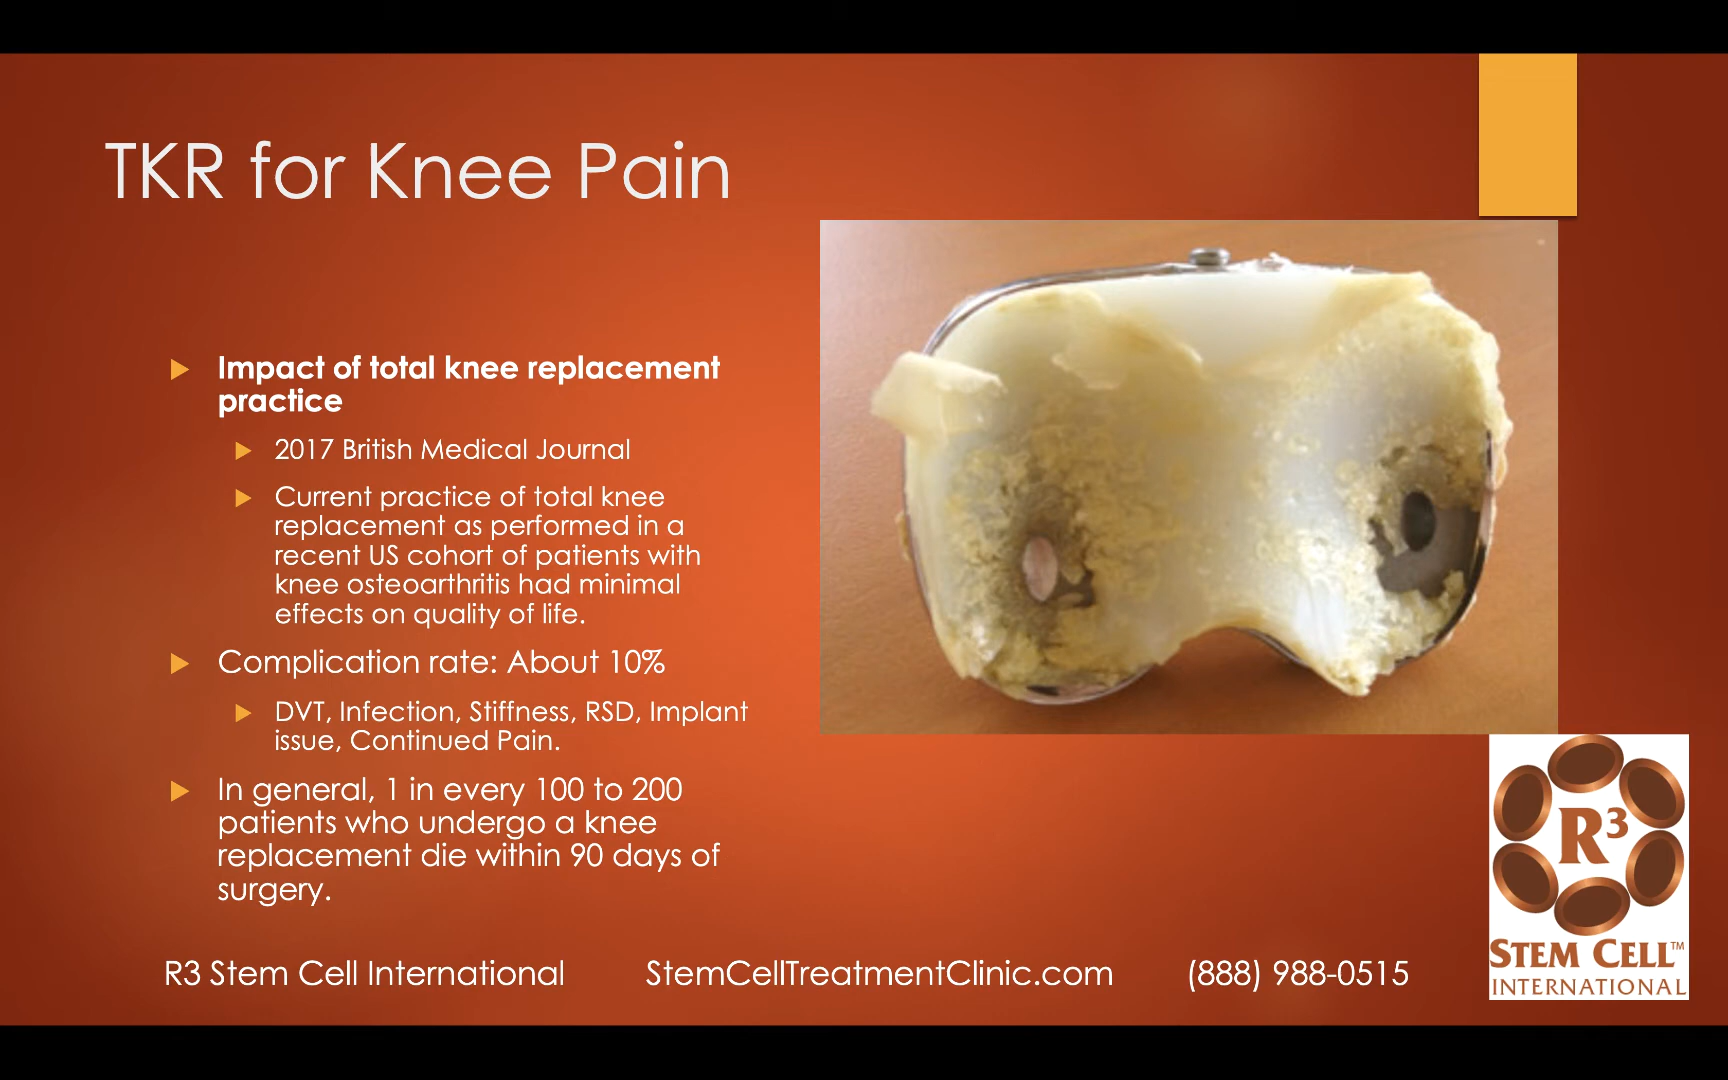 TKR for Knee Pain
Impact of total knee replacement
practice
2017 British Medical Journal
Current practice of total knee
replacement as performed in a
recent US cohort of patients with
knee osteoarthritis had minimal
effects on quality of life.
Complication rate: About 10%
DVT, Infection, Stiffness, RSD, Implant
issue, Continued Pain.
In general, 1 in every 100 to 200
patients who undergo a knee
replacement die within 90 days of
surgery.
R3 Stem Cell International StemCellTreatmentClinic.com (888) 988-0515
R³
STEM CELL™
INTERNATIONAL